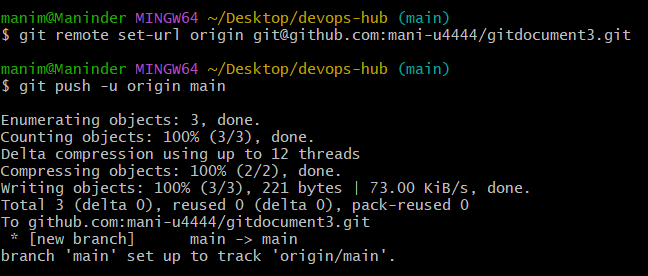 manim@Maninder MINGW64 ~/Desktop/devops-hub (main)
$ git remote set-url origin git@github.com:mani-u4444/gitdocument3.git
manim@Maninder MINGW64 ~/Desktop/devops-hub (main)
$ git push -u origin main
Enumerating objects: 3, done.
Counting objects: 100% (3/3), done.
Delta compression using up to 12 threads
Compressing objects: 100% (2/2), done.
Writing objects: 100% (3/3), 221 bytes | 73.00 KiB/s, done.
Total 3 (delta 0), reused 0 (delta 0), pack-reused 0
To github.com:mani-u4444/gitdocument3.git
 * [new branch]      main -> main
branch 'main' set up to track 'origin/main'.